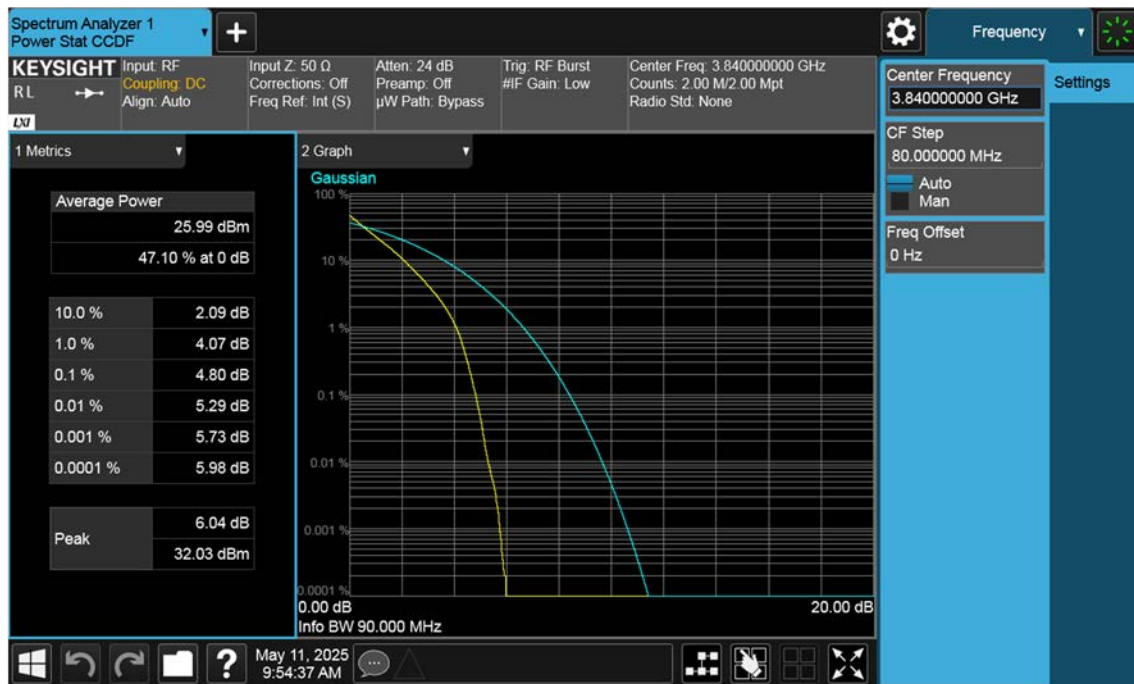 Spectrum Analyzer 1
Power Stat CCDF
Frequency
KEYSIGHT
R L
LXI
Input: RF
Coupling: DC
Align: Auto
Input Z: 50 Ω
Corrections: Off
Freq Ref: Int (S)
Atten: 24 dB
Preamp: Off
µW Path: Bypass
Trig: RF Burst
#IF Gain: Low
Center Freq: 3.840000000 GHz
Counts: 2.00 M/2.00 Mpt
Radio Std: None
Center Frequency
3.840000000 GHz
Settings
CF Step
80.000000 MHz
Auto
Man
Freq Offset
0 Hz
1 Metrics
Average Power
25.99 dBm
47.10 % at 0 dB
10.0 % 2.09 dB
1.0 % 4.07 dB
0.1 % 4.80 dB
0.01 % 5.29 dB
0.001 % 5.73 dB
0.0001 % 5.98 dB
Peak
6.04 dB
32.03 dBm
2 Graph
Gaussian
100 %
10 %
1 %
0.1 %
0.01 %
0.001 %
0.0001 %
0.00 dB 20.00 dB
Info BW 90.000 MHz
?
May 11, 2025
9:54:37 AM